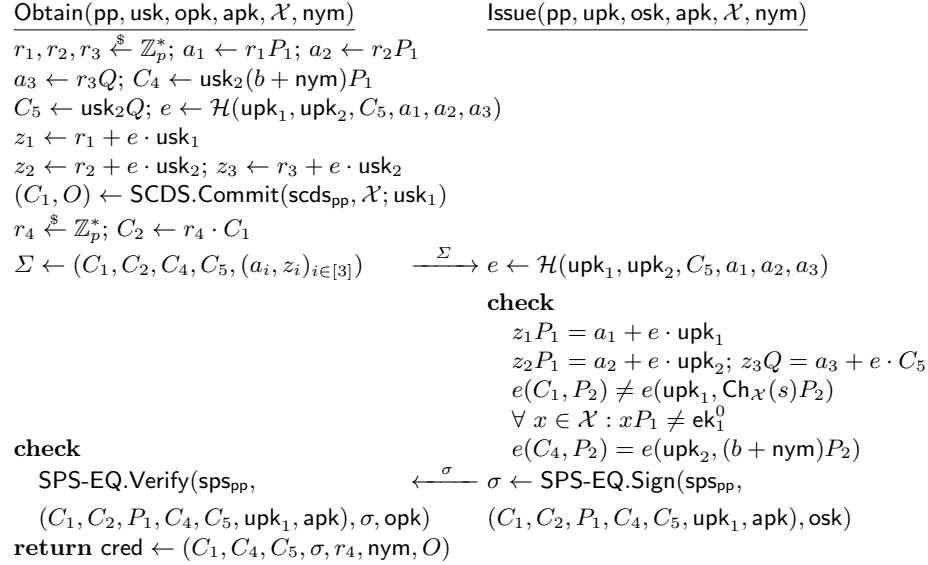 Obtain(pp, usk, opk, apk, 𝒳, nym) Issue(pp, upk, osk, apk, 𝒳, nym)
r₁, r₂, r₃ ←$ ℤ*ₚ; a₁ ← r₁P₁; a₂ ← r₂P₁
a₃ ← r₃Q; C₄ ← usk₂(b + nym)P₁
C₅ ← usk₂Q; e ← ℋ(upk₁, upk₂, C₅, a₁, a₂, a₃)
z₁ ← r₁ + e · usk₁
z₂ ← r₂ + e · usk₂; z₃ ← r₃ + e · usk₂
(C₁, O) ← SCDS.Commit(scds_pp, 𝒳; usk₁)
r₄ ←$ ℤ*ₚ; C₂ ← r₄ · C₁
Σ ← (C₁, C₂, C₄, C₅, (aᵢ, zᵢ)ᵢ∈[3]) —Σ→ e ← ℋ(upk₁, upk₂, C₅, a₁, a₂, a₃)
check
z₁P₁ = a₁ + e · upk₁
z₂P₁ = a₂ + e · upk₂; z₃Q = a₃ + e · C₅
e(C₁, P₂) ≠ e(upk₁, Ch_𝒳(s)P₂)
∀ x ∈ 𝒳 : xP₁ ≠ ek₁⁰
check e(C₄, P₂) = e(upk₂, (b + nym)P₂)
SPS-EQ.Verify(sps_pp, ←σ— σ ← SPS-EQ.Sign(sps_pp,
(C₁, C₂, P₁, C₄, C₅, upk₁, apk), σ, opk) (C₁, C₂, P₁, C₄, C₅, upk₁, apk), osk)
return cred ← (C₁, C₄, C₅, σ, r₄, nym, O)